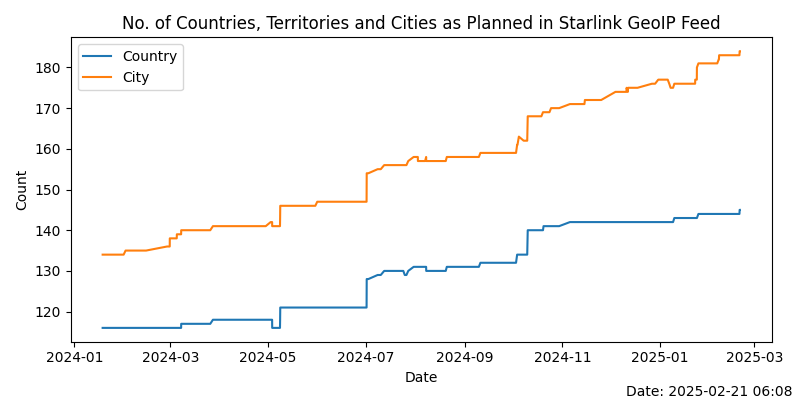 No. of Countries, Territories and Cities as Planned in Starlink GeoIP Feed
Country
City
180
170
160
150
140
130
120
Count
2024-01 2024-03 2024-05 2024-07 2024-09 2024-11 2025-01 2025-03
Date
Date: 2025-02-21 06:08